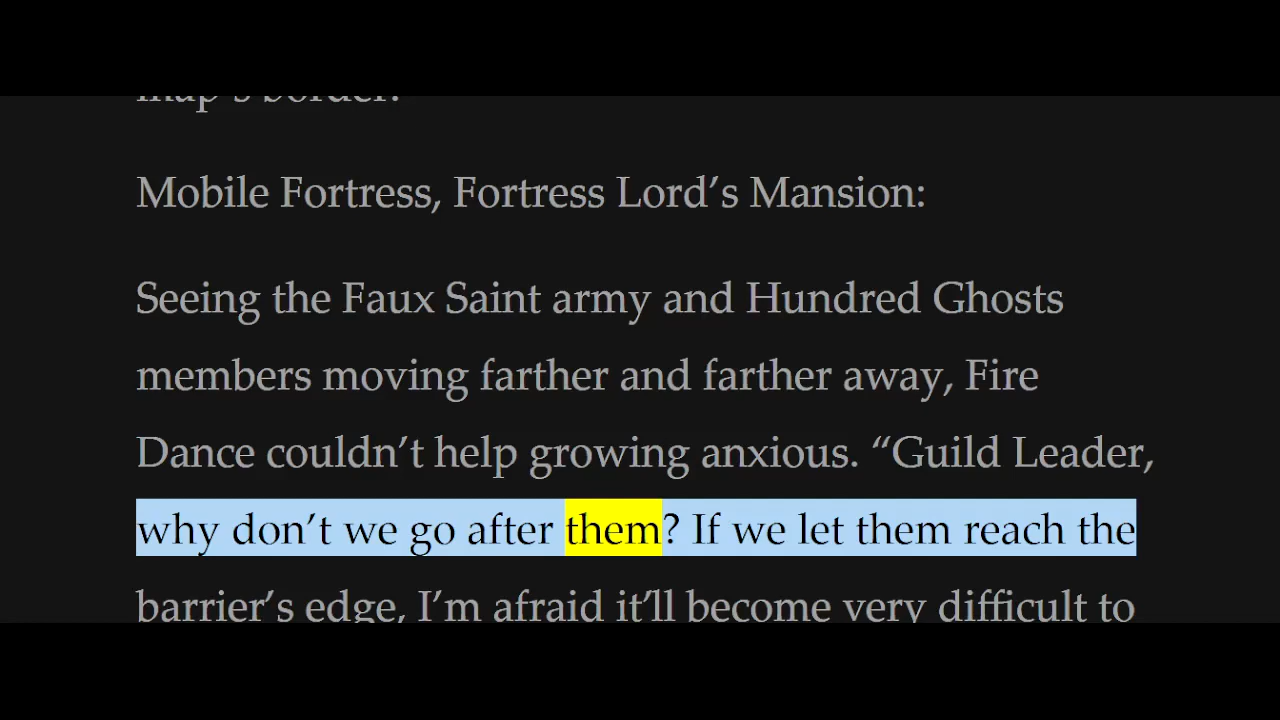 map's border.
Mobile Fortress, Fortress Lord’s Mansion:
Seeing the Faux Saint army and Hundred Ghosts
members moving farther and farther away, Fire
Dance couldn’t help growing anxious. “Guild Leader,
why don’t we go after them? If we let them reach the
barrier’s edge, I’m afraid it’ll become very difficult to